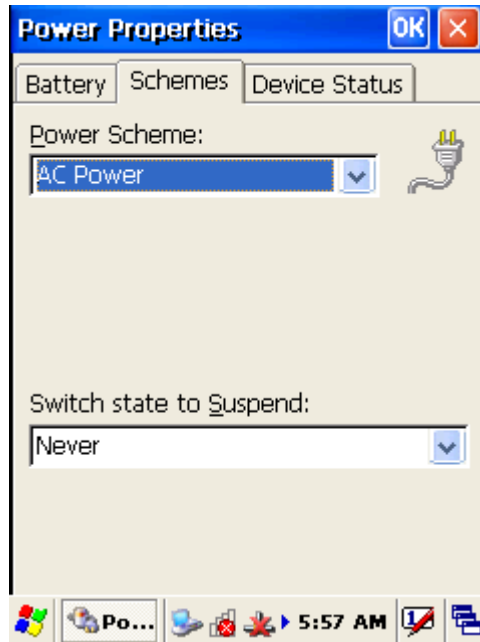 Power Properties OK
Battery Schemes Device Status
Power Scheme:
AC Power
Switch state to Suspend:
Never
Po... 5:57 AM